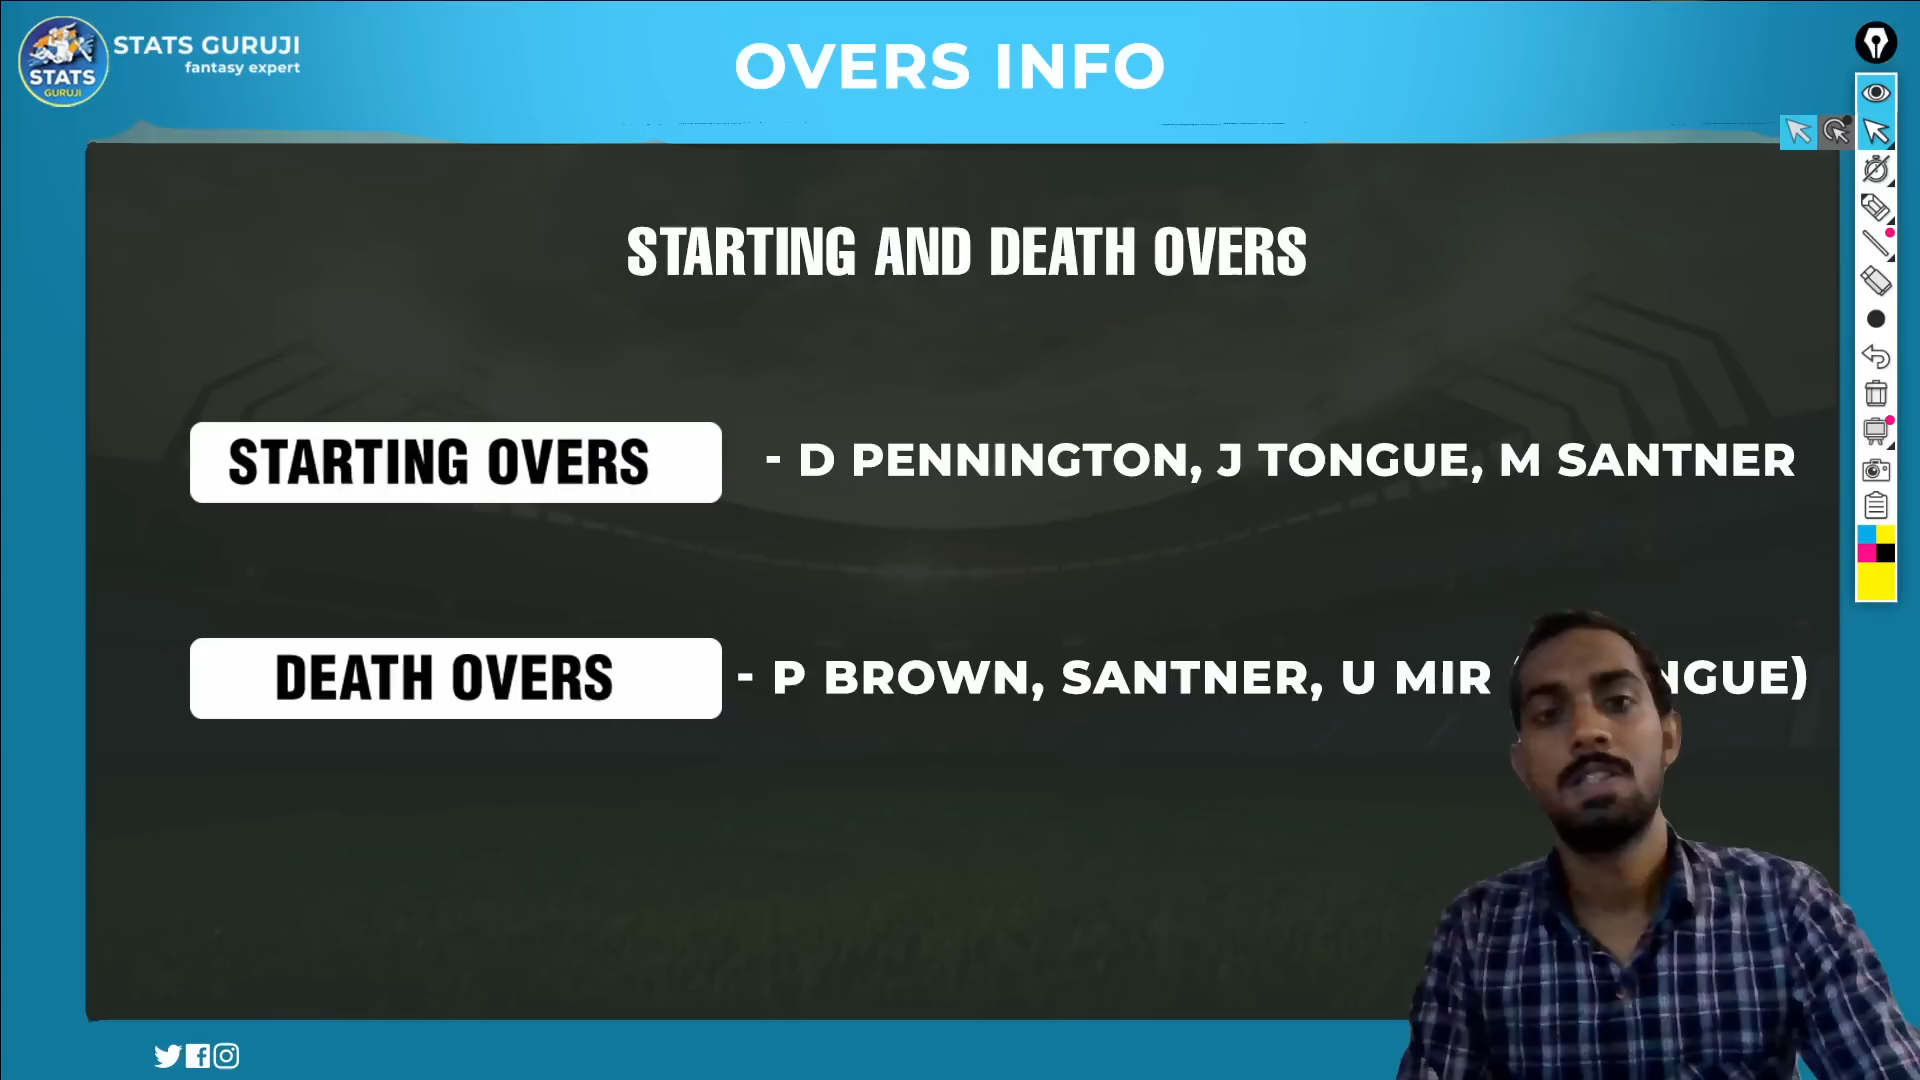 STATS GURUJI
fantasy expert
STATS
GURUJI
OVERS INFO
STARTING AND DEATH OVERS
STARTING OVERS - D PENNINGTON, J TONGUE, M SANTNER
DEATH OVERS - P BROWN, SANTNER, U MIR